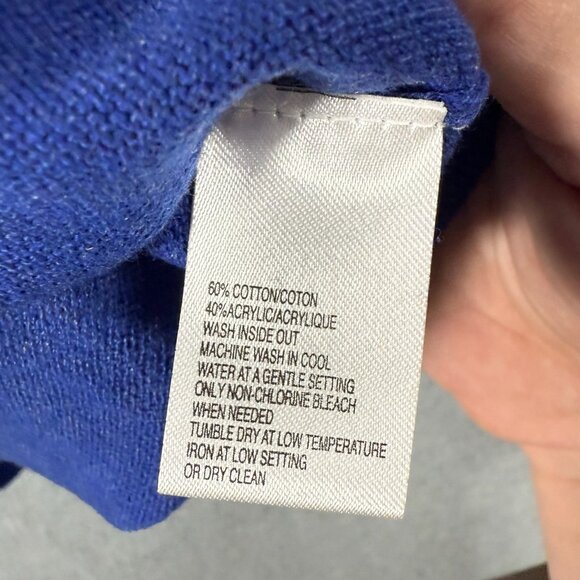 60% COTTON/COTON
40%ACRYLIC/ACRYLIQUE
WASH INSIDE OUT
MACHINE WASH IN COOL
WATER AT A GENTLE SETTING
ONLY NON-CHLORINE BLEACH
WHEN NEEDED
TUMBLE DRY AT LOW TEMPERATURE
IRON AT LOW SETTING
OR DRY CLEAN